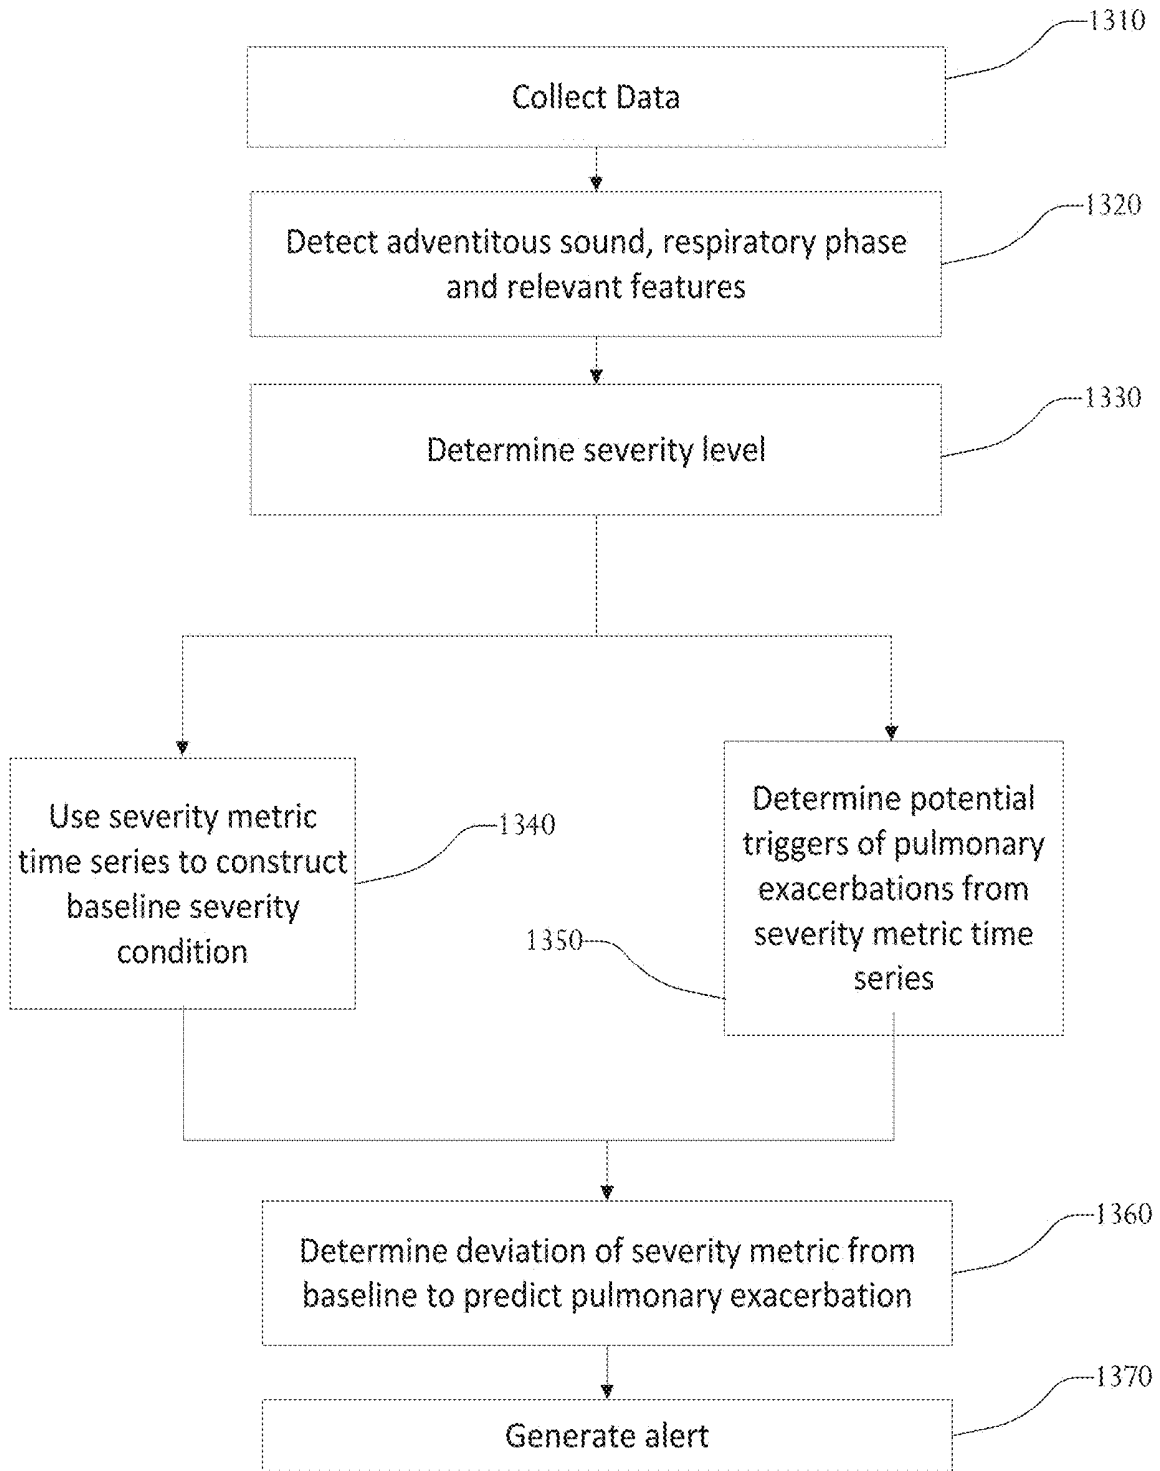 1310
Collect Data
1320
Detect adventitous sound, respiratory phase
and relevant features
1330
Determine severity level
Use severity metric
time series to construct
baseline severity
condition
1340
Determine potential
triggers of pulmonary
exacerbations from
severity metric time
series
1350
1360
Determine deviation of severity metric from
baseline to predict pulmonary exacerbation
1370
Generate alert